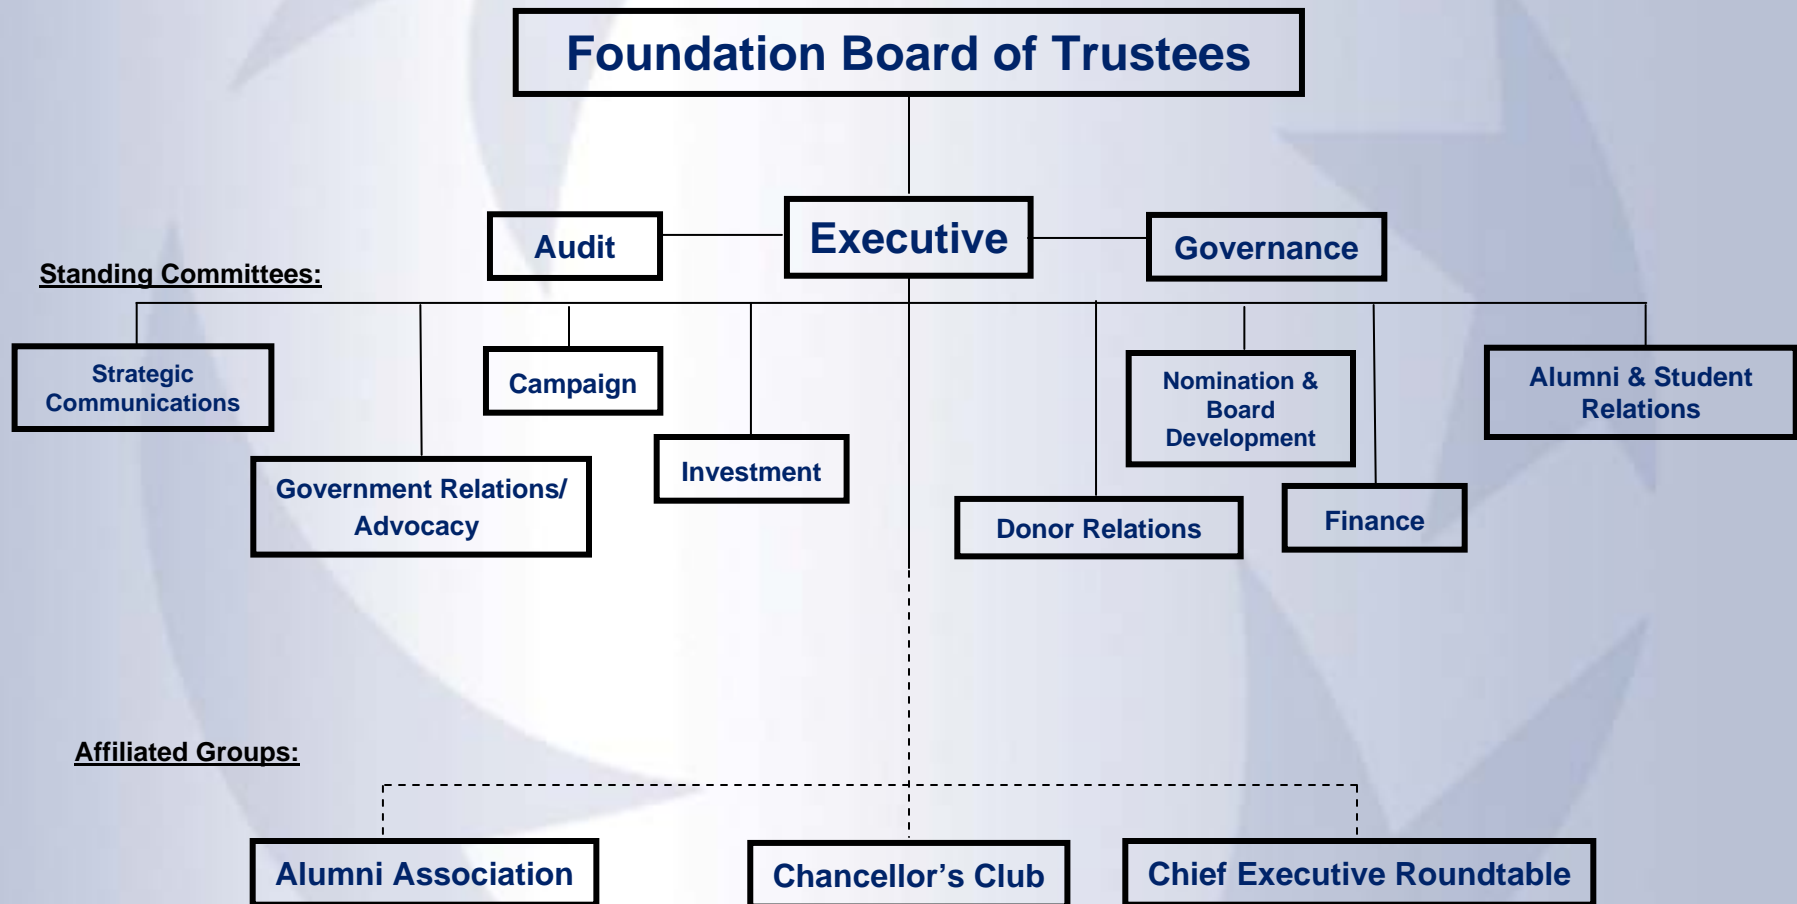 Foundation Board of Trustees
Audit
Executive
Governance
Standing Committees:
Strategic
Communications
Government Relations/
Advocacy
Campaign
Investment
Donor Relations
Nomination &
Board
Development
Finance
Alumni & Student
Relations
Affiliated Groups:
Alumni Association
Chancellor’s Club
Chief Executive Roundtable